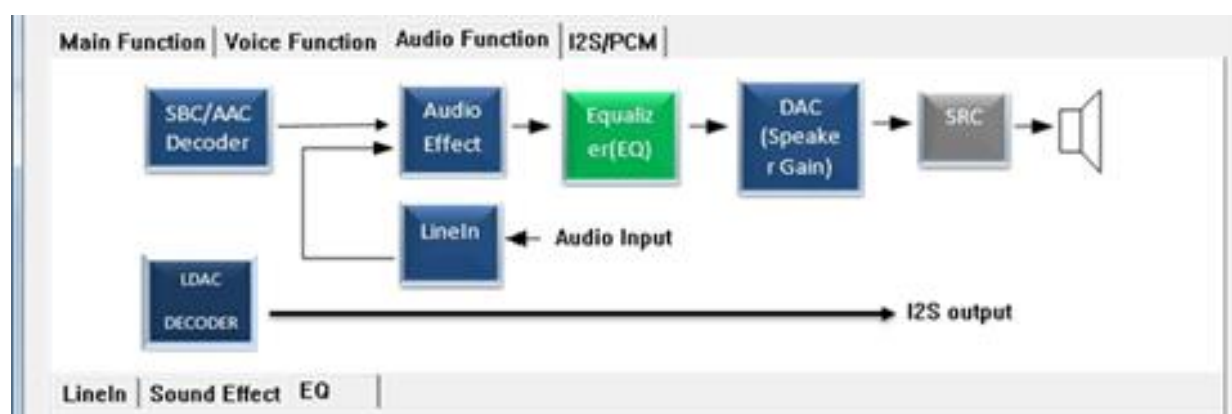 Main Function Voice Function Audio Function I2S/PCM
SBC/AAC
Decoder
Audio
Effect
Equaliz
er(EQ)
DAC
(Speake
r Gain)
SRC
LineIn
Audio Input
LDAC
DECODER
I2S output
LineIn Sound Effect EQ